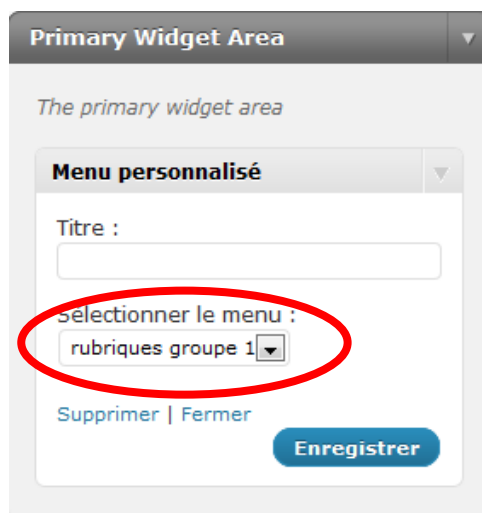 Primary Widget Area
The primary widget area
Menu personnalisé
Titre :
Sélectionner le menu :
rubriques groupe 1
Supprimer | Fermer
Enregistrer